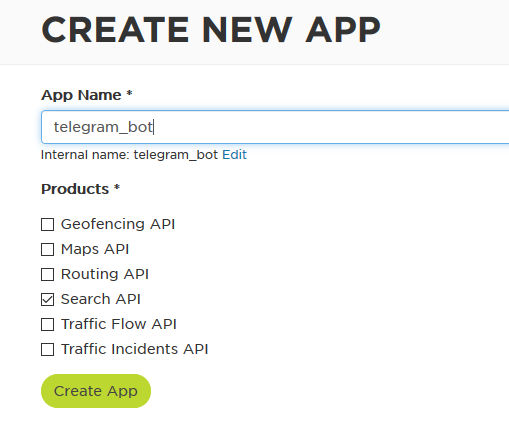 CREATE NEW APP
App Name *
telegram_bot
Internal name: telegram_bot Edit
Products *
Geofencing API
Maps API
Routing API
Search API
Traffic Flow API
Traffic Incidents API
Create App